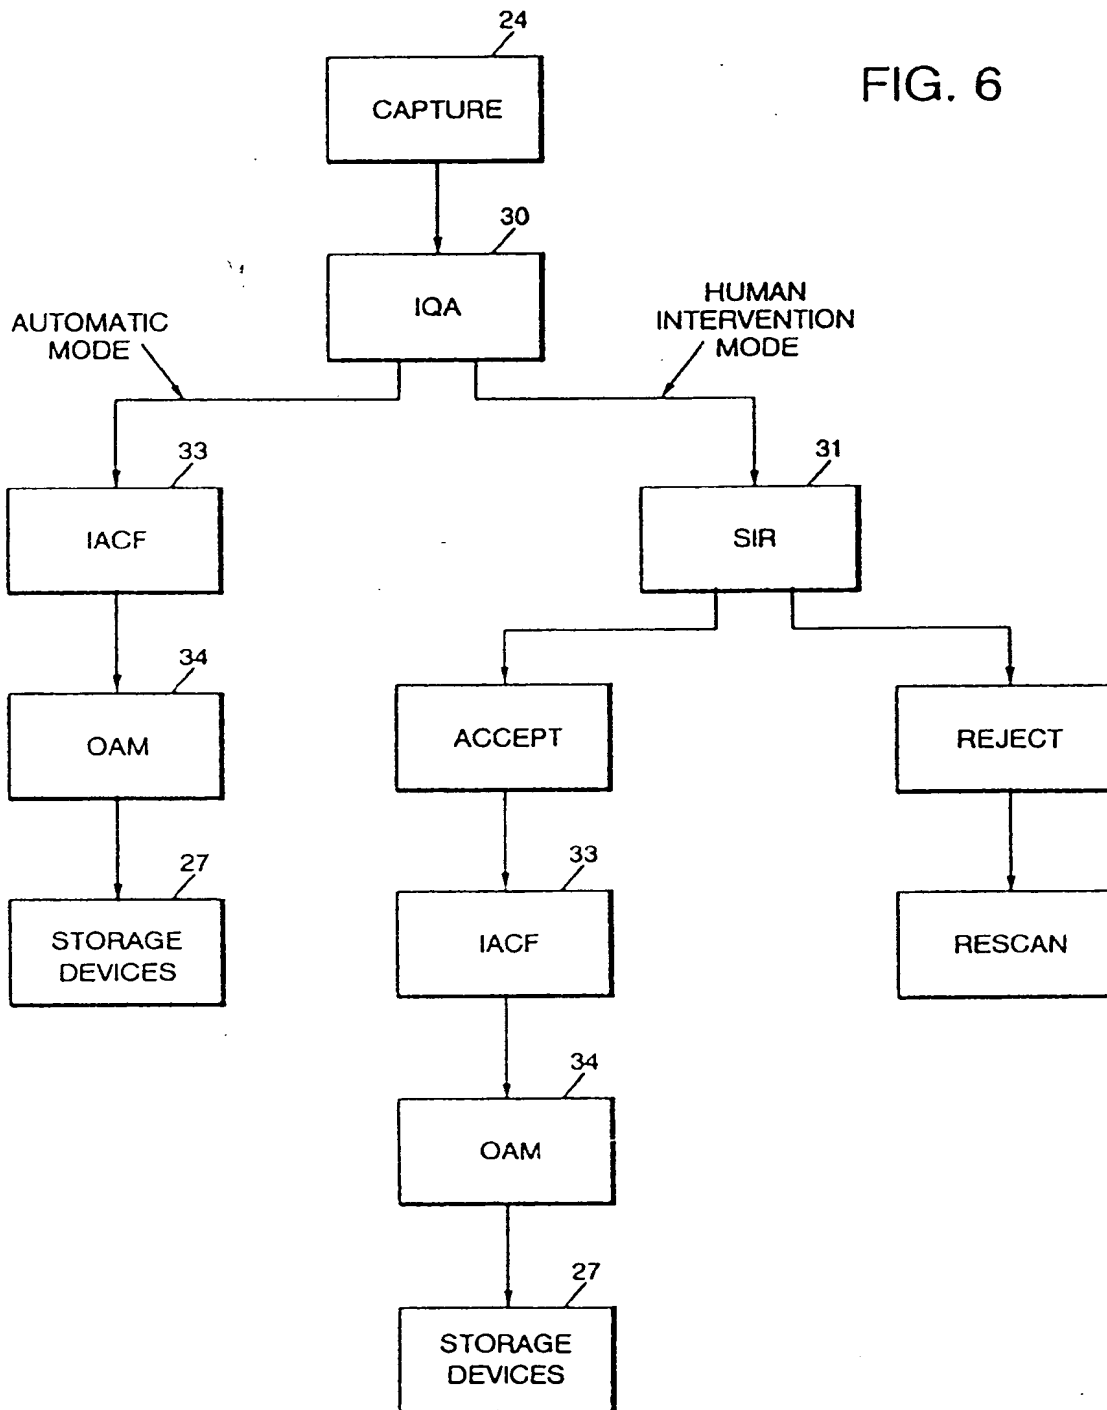 24
FIG. 6
CAPTURE
30
IQA
AUTOMATIC
MODE
HUMAN
INTERVENTION
MODE
33
IACF
31
SIR
34
OAM
ACCEPT
REJECT
27
STORAGE
DEVICES
33
IACF
RESCAN
34
OAM
27
STORAGE
DEVICES